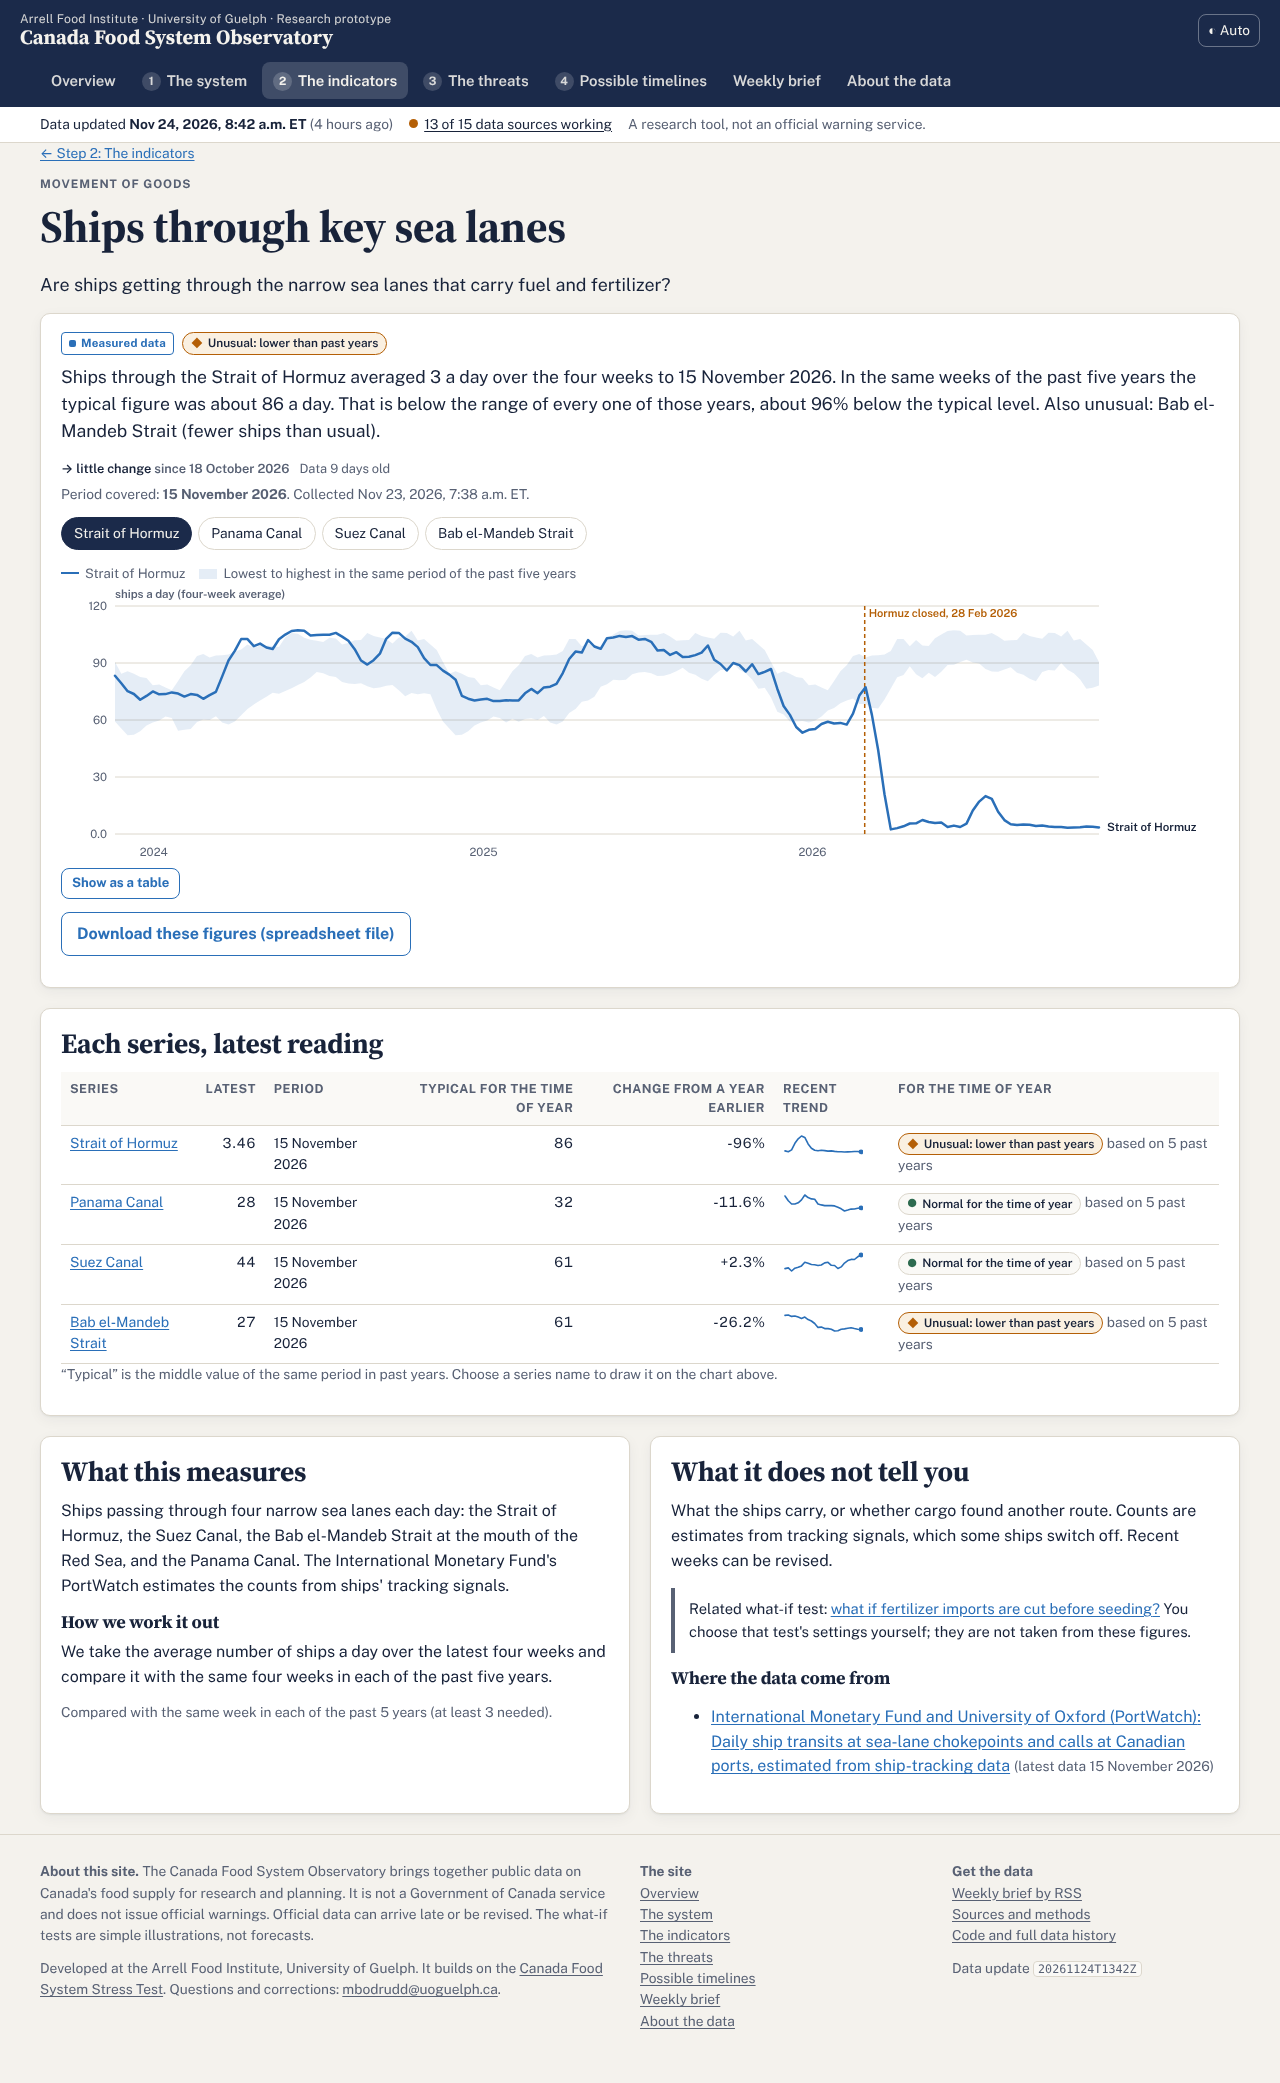 Arrell Food Institute · University of Guelph · Research prototype
Canada Food System Observatory
Auto
Overview
1 The system
2 The indicators
3 The threats
4 Possible timelines
Weekly brief
About the data
Data updated Nov 24, 2026, 8:42 a.m. ET (4 hours ago)
13 of 15 data sources working
A research tool, not an official warning service.
← Step 2: The indicators
MOVEMENT OF GOODS
Ships through key sea lanes
Are ships getting through the narrow sea lanes that carry fuel and fertilizer?
Measured data
Unusual: lower than past years
Ships through the Strait of Hormuz averaged 3 a day over the four weeks to 15 November 2026. In the same weeks of the past five years the
typical figure was about 86 a day. That is below the range of every one of those years, about 96% below the typical level. Also unusual: Bab el-
Mandeb Strait (fewer ships than usual).
→ little change since 18 October 2026 Data 9 days old
Period covered: 15 November 2026. Collected Nov 23, 2026, 7:38 a.m. ET.
Strait of Hormuz
Panama Canal
Suez Canal
Bab el-Mandeb Strait
Strait of Hormuz
Lowest to highest in the same period of the past five years
ships a day (four-week average)
120
Hormuz closed, 28 Feb 2026
90
60
30
0.0
Strait of Hormuz
2024
2025
2026
Show as a table
Download these figures (spreadsheet file)
Each series, latest reading
SERIES LATEST PERIOD TYPICAL FOR THE TIME CHANGE FROM A YEAR RECENT FOR THE TIME OF YEAR
OF YEAR EARLIER TREND
Strait of Hormuz 3.46 15 November 86 -96% Unusual: lower than past years based on 5 past
2026 years
Panama Canal 28 15 November 32 -11.6% Normal for the time of year based on 5 past
2026 years
Suez Canal 44 15 November 61 +2.3% Normal for the time of year based on 5 past
2026 years
Bab el-Mandeb 27 15 November 61 -26.2% Unusual: lower than past years based on 5 past
Strait 2026 years
“Typical” is the middle value of the same period in past years. Choose a series name to draw it on the chart above.
What this measures
Ships passing through four narrow sea lanes each day: the Strait of
Hormuz, the Suez Canal, the Bab el-Mandeb Strait at the mouth of the
Red Sea, and the Panama Canal. The International Monetary Fund's
PortWatch estimates the counts from ships' tracking signals.
How we work it out
We take the average number of ships a day over the latest four weeks and
compare it with the same four weeks in each of the past five years.
Compared with the same week in each of the past 5 years (at least 3 needed).
What it does not tell you
What the ships carry, or whether cargo found another route. Counts are
estimates from tracking signals, which some ships switch off. Recent
weeks can be revised.
Related what-if test: what if fertilizer imports are cut before seeding? You
choose that test's settings yourself; they are not taken from these figures.
Where the data come from
International Monetary Fund and University of Oxford (PortWatch):
Daily ship transits at sea-lane chokepoints and calls at Canadian
ports, estimated from ship-tracking data (latest data 15 November 2026)
About this site. The Canada Food System Observatory brings together public data on
Canada's food supply for research and planning. It is not a Government of Canada service
and does not issue official warnings. Official data can arrive late or be revised. The what-if
tests are simple illustrations, not forecasts.
Developed at the Arrell Food Institute, University of Guelph. It builds on the Canada Food
System Stress Test. Questions and corrections: mbodrudd@uoguelph.ca.
The site
Overview
The system
The indicators
The threats
Possible timelines
Weekly brief
About the data
Get the data
Weekly brief by RSS
Sources and methods
Code and full data history
Data update 20261124T1342Z